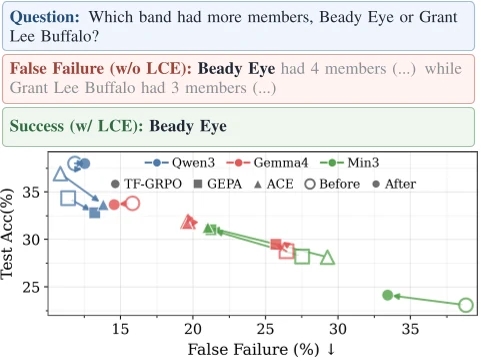 Question: Which band had more members, Beady Eye or Grant
Lee Buffalo?
False Failure (w/o LCE): Beady Eye had 4 members (...) while
Grant Lee Buffalo had 3 members (...)
Success (w/ LCE): Beady Eye
Qwen3 Gemma4 Min3
TF-GRPO GEPA ACE Before After
Test Acc(%)
35
30
25
15 20 25 30 35
False Failure (%) ↓